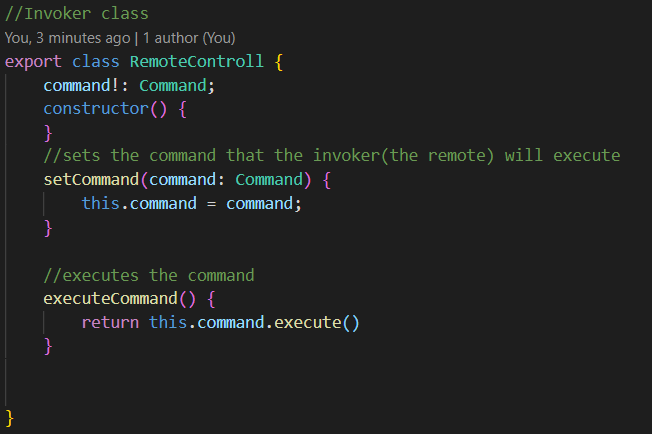 //Invoker class
You, 3 minutes ago | 1 author (You)
export class RemoteControll {
command!: Command;
constructor() {
}
//sets the command that the invoker(the remote) will execute
setCommand(command: Command) {
this.command = command;
}
//executes the command
executeCommand() {
return this.command.execute()
}
}